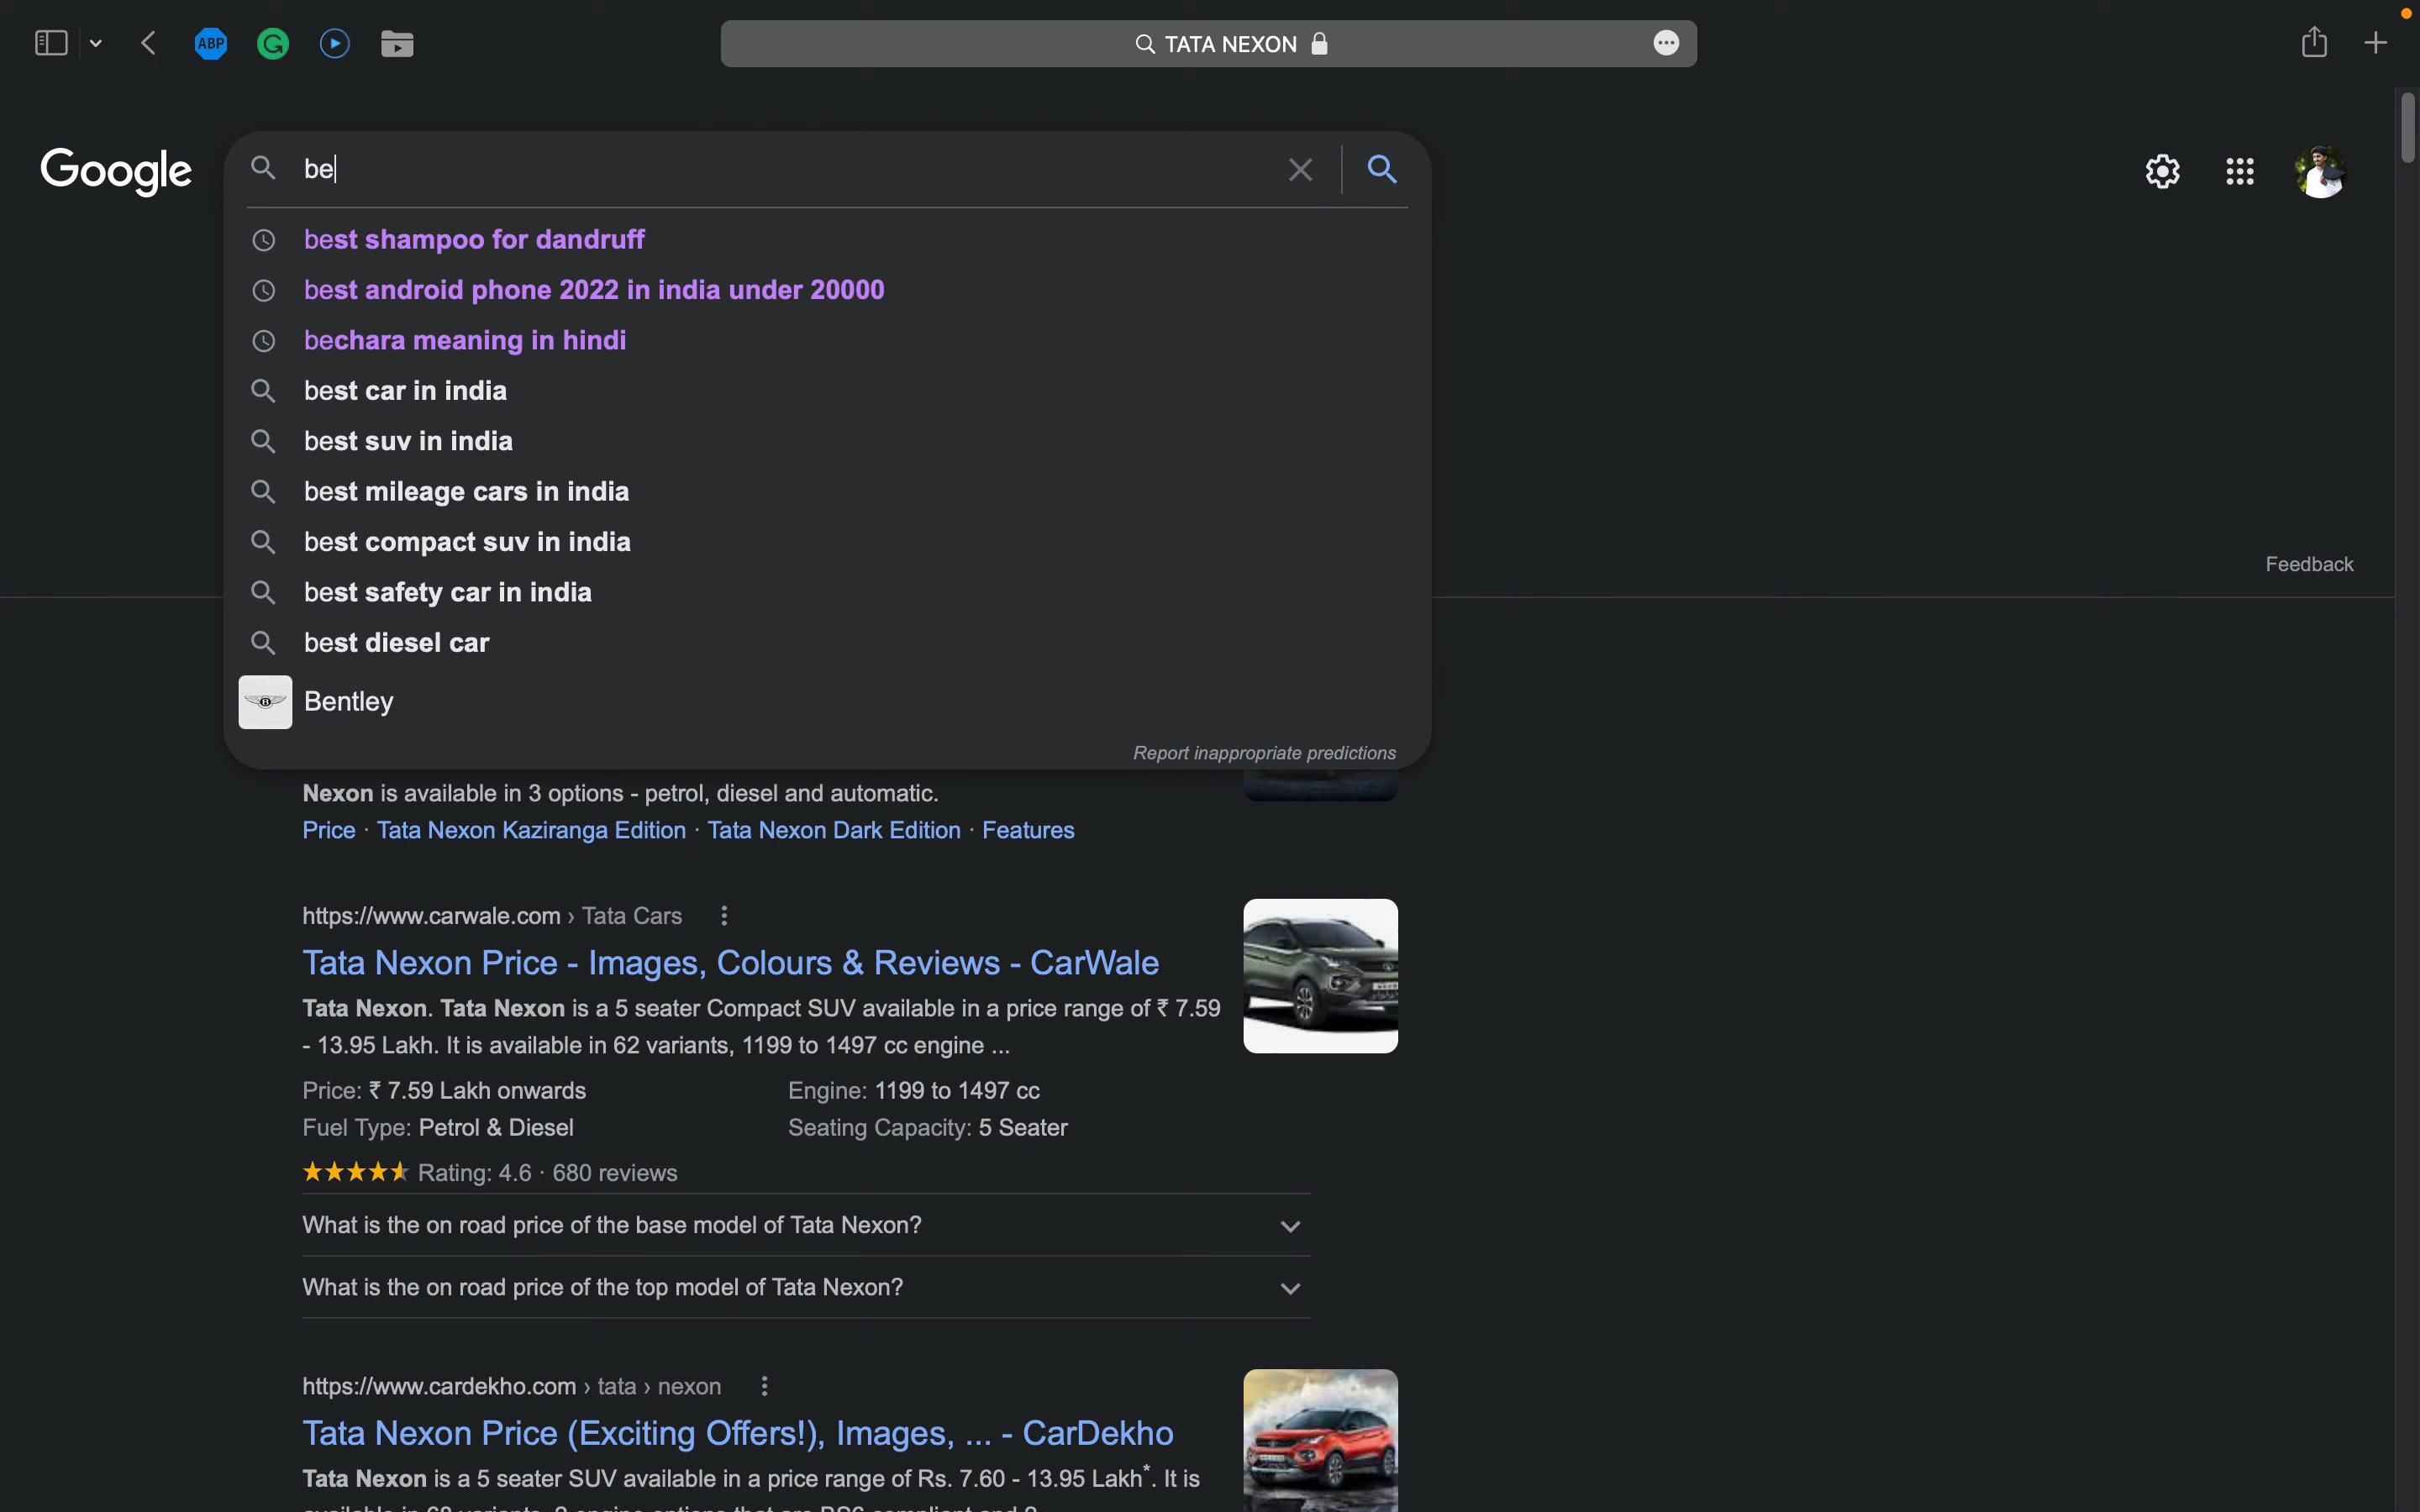 ABP
TATA NEXON
Google
be
best shampoo for dandruff
best android phone 2022 in india under 20000
bechara meaning in hindi
best car in india
best suv in india
best mileage cars in india
best compact suv in india
Feedback
best safety car in india
best diesel car
Bentley
Report inappropriate predictions
Nexon is available in 3 options - petrol, diesel and automatic.
Price · Tata Nexon Kaziranga Edition · Tata Nexon Dark Edition · Features
https://www.carwale.com › Tata Cars
Tata Nexon Price - Images, Colours & Reviews - CarWale
Tata Nexon. Tata Nexon is a 5 seater Compact SUV available in a price range of ₹ 7.59
- 13.95 Lakh. It is available in 62 variants, 1199 to 1497 cc engine ...
Price: ₹ 7.59 Lakh onwards Engine: 1199 to 1497 cc
Fuel Type: Petrol & Diesel Seating Capacity: 5 Seater
Rating: 4.6 · 680 reviews
What is the on road price of the base model of Tata Nexon?
What is the on road price of the top model of Tata Nexon?
https://www.cardekho.com › tata › nexon
Tata Nexon Price (Exciting Offers!), Images, ... - CarDekho
Tata Nexon is a 5 seater SUV available in a price range of Rs. 7.60 - 13.95 Lakh*. It is